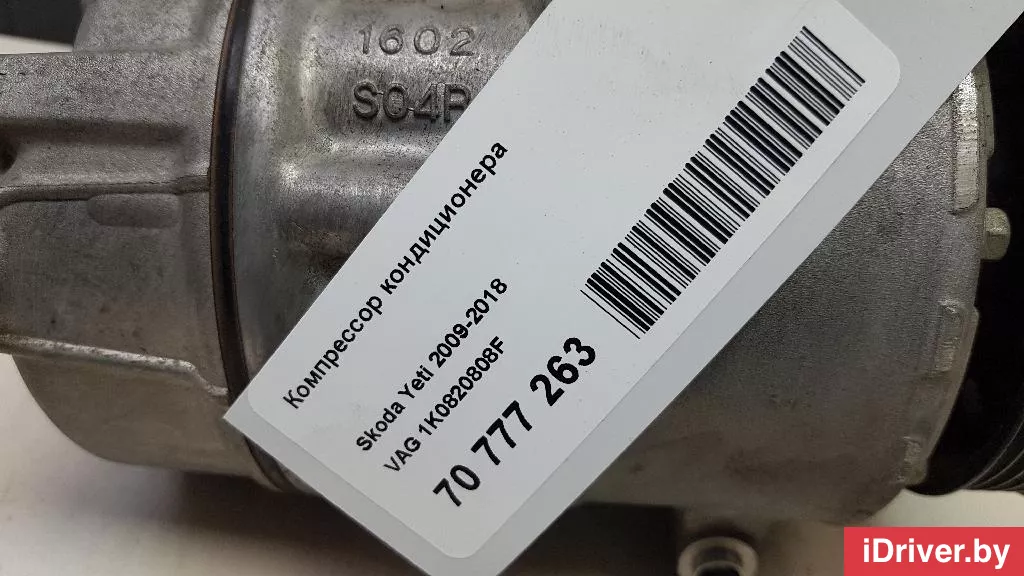 1602
S04R
Компрессор кондиционера
Skoda Yeti 2009-2018
VAG 1K0820808F
70 777 263
iDriver.by